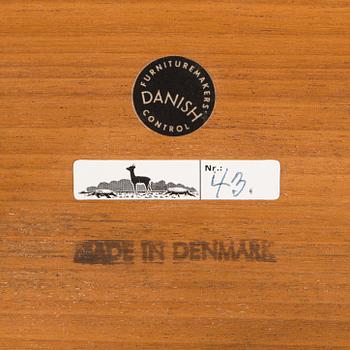 FURNITUREMAKERS'
DANISH
CONTROL
Nr.:
43.
MADE IN DENMARK